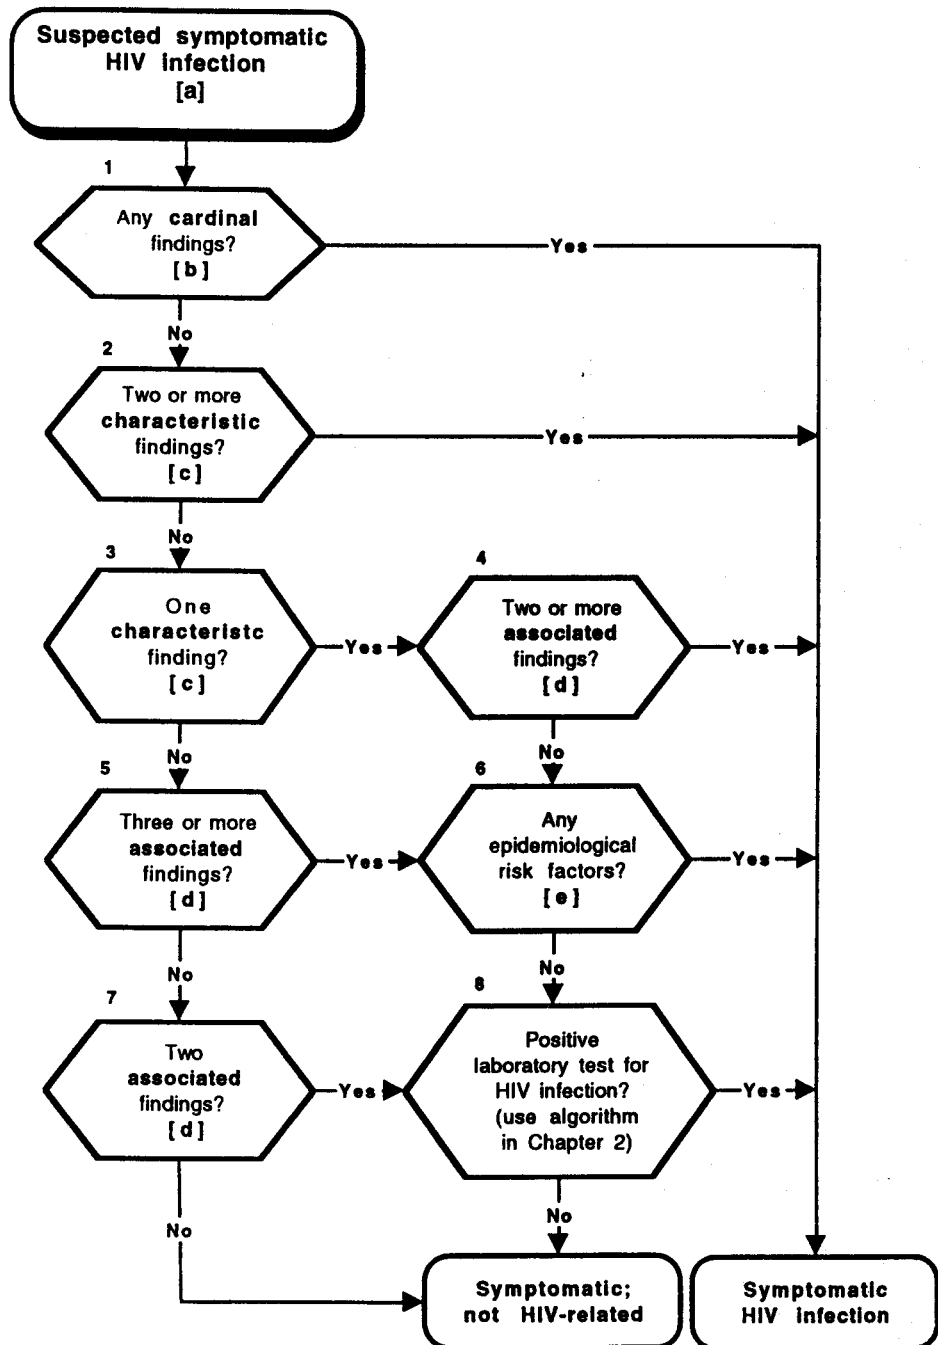 Suspected symptomatic
HIV infection
[a]
1
Any cardinal
findings?
[b]
Yes
No
2
Two or more
characteristic
findings?
[c]
Yes
No
3
One
characteristc
finding?
[c]
Yes
4
Two or more
associated
findings?
[d]
Yes
No
No
5
Three or more
associated
findings?
[d]
Yes
6
Any
epidemiological
risk factors?
[e]
Yes
No
No
7
Two
associated
findings?
[d]
Yes
8
Positive
laboratory test for
HIV infection?
(use algorithm
in Chapter 2)
Yes
No
No
Symptomatic;
not HIV-related
Symptomatic
HIV infection